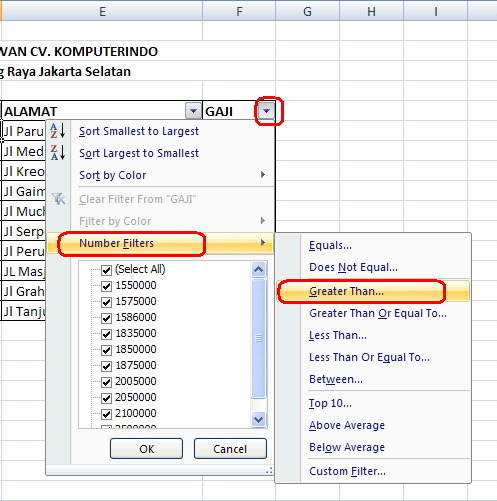 E F G H I
WAN CV. KOMPUTERINDO
g Raya Jakarta Selatan
ALAMAT GAJI
Jl Paru
Jl Med
Jl Kreo
Jl Gaim
Jl Much
Jl Serp
Jl Peru
JL Masj
Jl Grah
Jl Tanju
Sort Smallest to Largest
Sort Largest to Smallest
Sort by Color
Clear Filter From "GAJI"
Filter by Color
Number Filters
(Select All)
1550000
1575000
1586000
1835000
1850000
1875000
2005000
2050000
2100000
2500000
OK Cancel
Equals...
Does Not Equal...
Greater Than...
Greater Than Or Equal To...
Less Than...
Less Than Or Equal To...
Between...
Top 10...
Above Average
Below Average
Custom Filter...